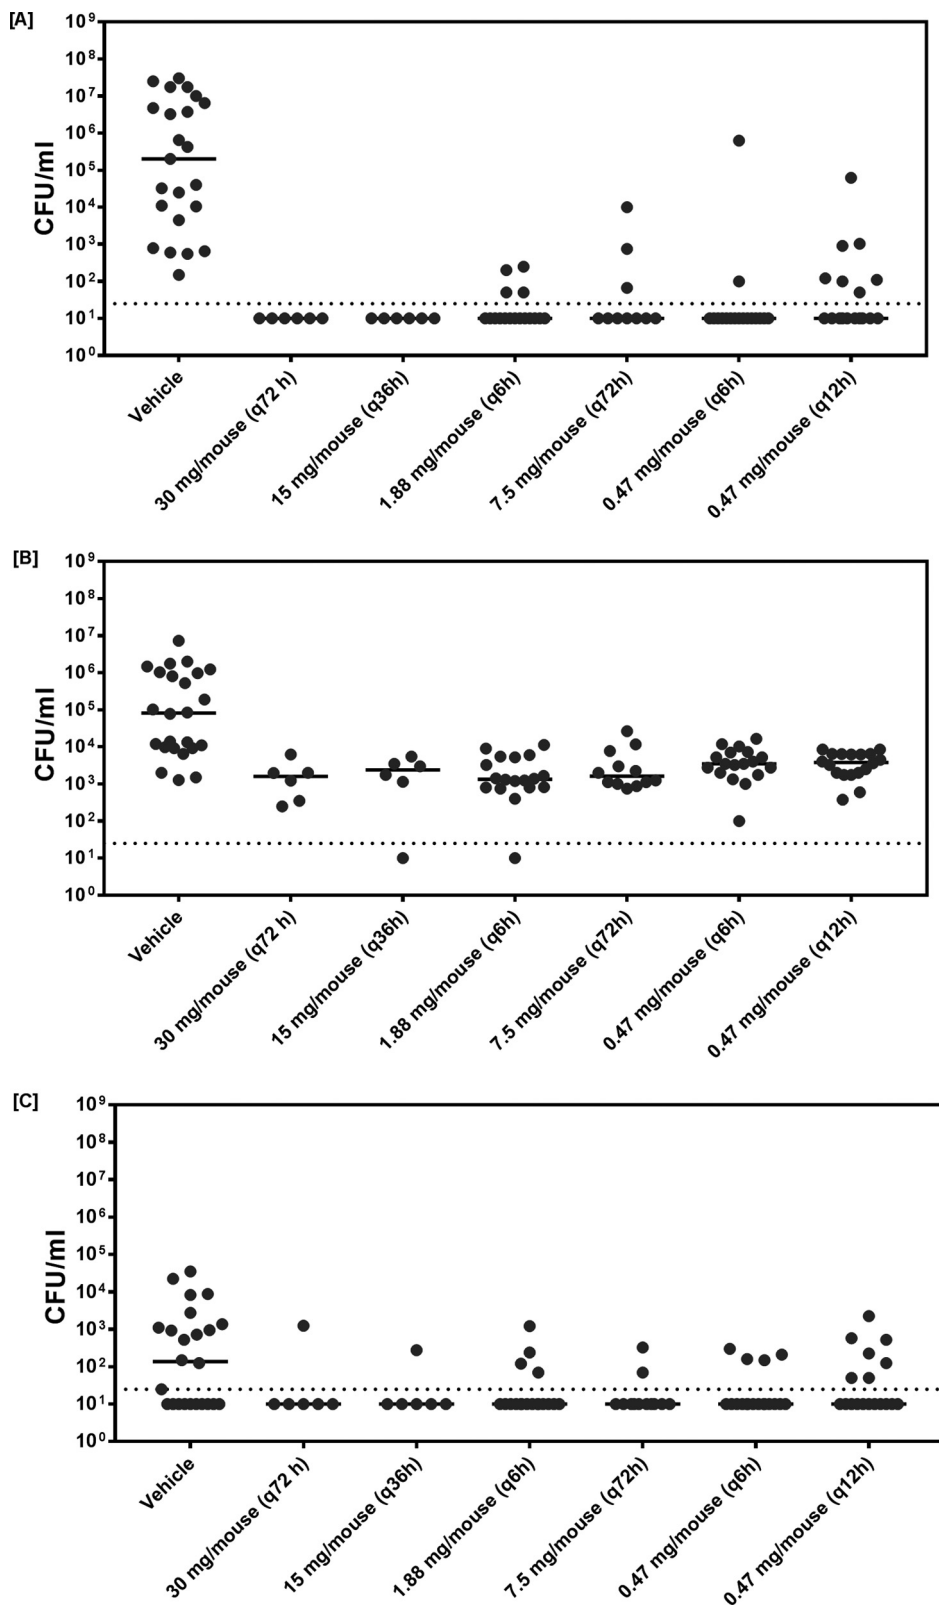 [A]
CFU/ml
10⁹
10⁸
10⁷
10⁶
10⁵
10⁴
10³
10²
10¹
10⁰
Vehicle
30 mg/mouse (q72 h)
15 mg/mouse (q36h)
1.88 mg/mouse (q6h)
7.5 mg/mouse (q72h)
0.47 mg/mouse (q6h)
0.47 mg/mouse (q12h)
[B]
CFU/ml
10⁹
10⁸
10⁷
10⁶
10⁵
10⁴
10³
10²
10¹
10⁰
Vehicle
30 mg/mouse (q72 h)
15 mg/mouse (q36h)
1.88 mg/mouse (q6h)
7.5 mg/mouse (q72h)
0.47 mg/mouse (q6h)
0.47 mg/mouse (q12h)
[C]
CFU/ml
10⁹
10⁸
10⁷
10⁶
10⁵
10⁴
10³
10²
10¹
10⁰
Vehicle
30 mg/mouse (q72 h)
15 mg/mouse (q36h)
1.88 mg/mouse (q6h)
7.5 mg/mouse (q72h)
0.47 mg/mouse (q6h)
0.47 mg/mouse (q12h)